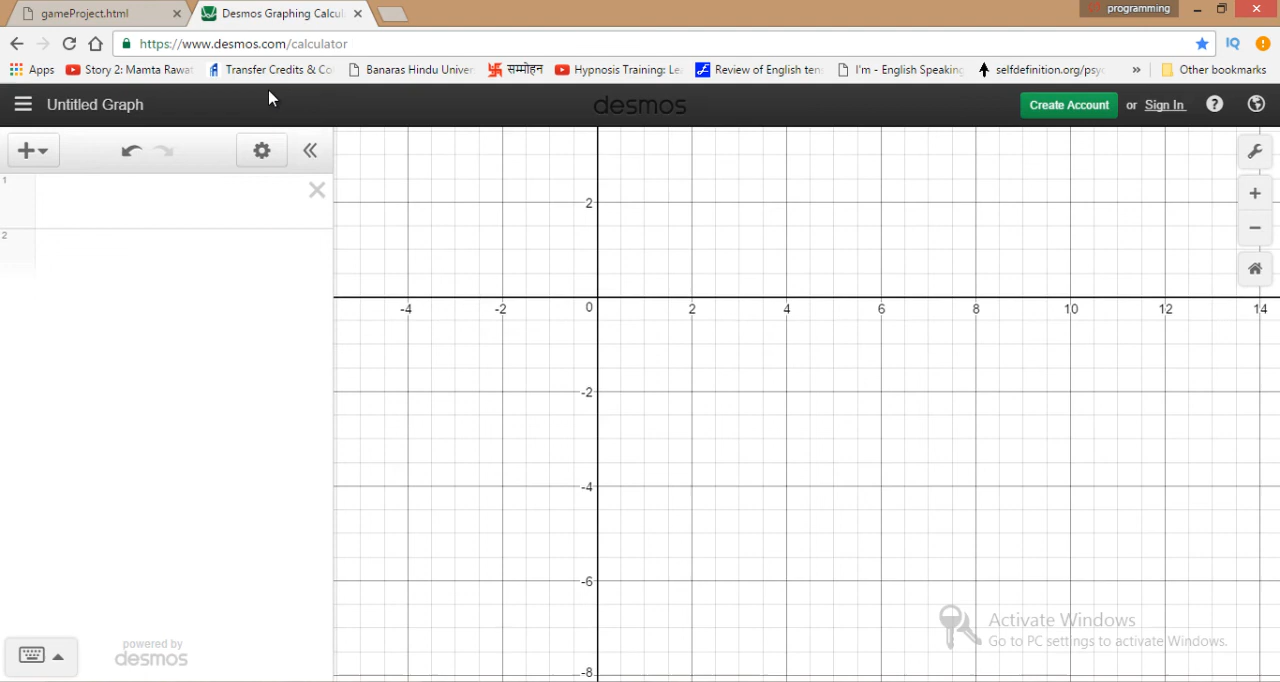 gameProject.html
Desmos Graphing Calcul
programming
https://www.desmos.com/calculator
Apps
Story 2: Mamta Rawat
Transfer Credits & Co
Banaras Hindu Univer
सम्मोहन
Hypnosis Training: Le
Review of English ten
I'm - English Speaking
selfdefinition.org/psyc
»
Other bookmarks
Untitled Graph
desmos
Create Account or Sign In
1
2
2
-4 -2 0 2 4 6 8 10 12 14
-2
-4
-6
-8
powered by
desmos
Activate Windows
Go to PC settings to activate Windows.